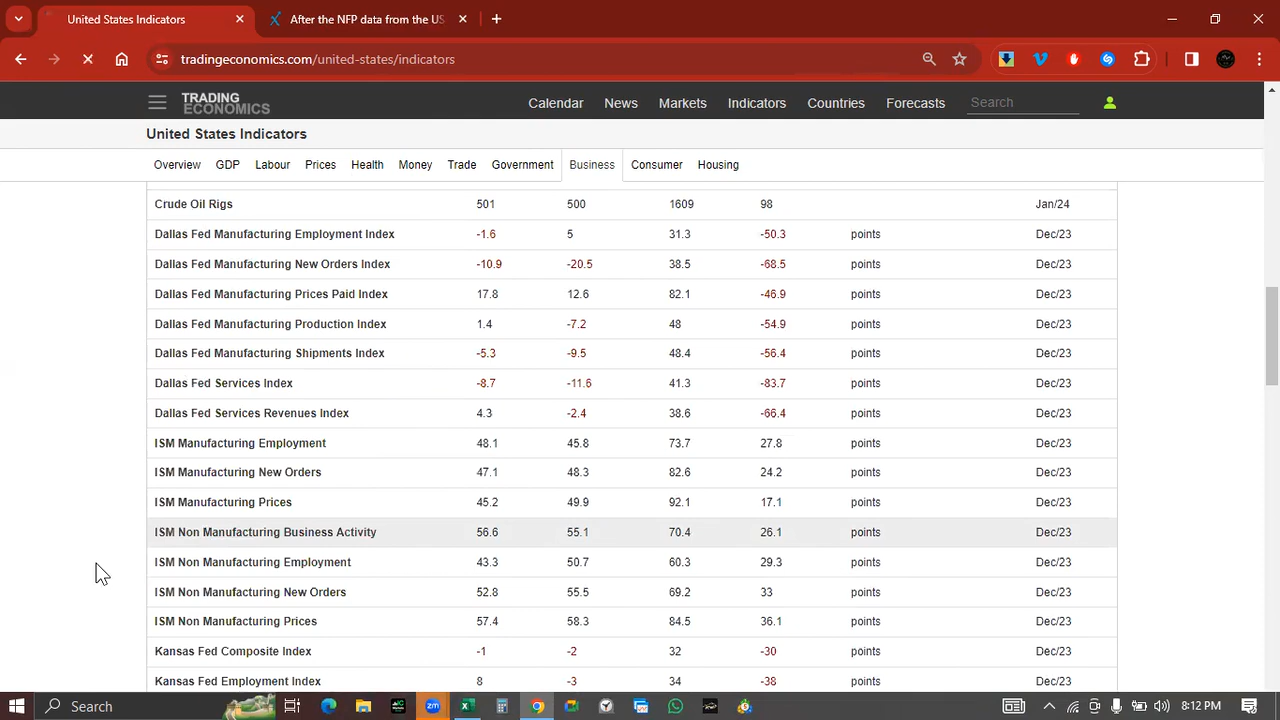 United States Indicators
After the NFP data from the US
tradingeconomics.com/united-states/indicators
TRADING
ECONOMICS
Calendar News Markets Indicators Countries Forecasts Search
United States Indicators
Overview GDP Labour Prices Health Money Trade Government Business Consumer Housing
Crude Oil Rigs 501 500 1609 98 Jan/24
Dallas Fed Manufacturing Employment Index -1.6 5 31.3 -50.3 points Dec/23
Dallas Fed Manufacturing New Orders Index -10.9 -20.5 38.5 -68.5 points Dec/23
Dallas Fed Manufacturing Prices Paid Index 17.8 12.6 82.1 -46.9 points Dec/23
Dallas Fed Manufacturing Production Index 1.4 -7.2 48 -54.9 points Dec/23
Dallas Fed Manufacturing Shipments Index -5.3 -9.5 48.4 -56.4 points Dec/23
Dallas Fed Services Index -8.7 -11.6 41.3 -83.7 points Dec/23
Dallas Fed Services Revenues Index 4.3 -2.4 38.6 -66.4 points Dec/23
ISM Manufacturing Employment 48.1 45.8 73.7 27.8 points Dec/23
ISM Manufacturing New Orders 47.1 48.3 82.6 24.2 points Dec/23
ISM Manufacturing Prices 45.2 49.9 92.1 17.1 points Dec/23
ISM Non Manufacturing Business Activity 56.6 55.1 70.4 26.1 points Dec/23
ISM Non Manufacturing Employment 43.3 50.7 60.3 29.3 points Dec/23
ISM Non Manufacturing New Orders 52.8 55.5 69.2 33 points Dec/23
ISM Non Manufacturing Prices 57.4 58.3 84.5 36.1 points Dec/23
Kansas Fed Composite Index -1 -2 32 -30 points Dec/23
Kansas Fed Employment Index 8 -3 34 -38 points Dec/23
Search
zm
8:12 PM